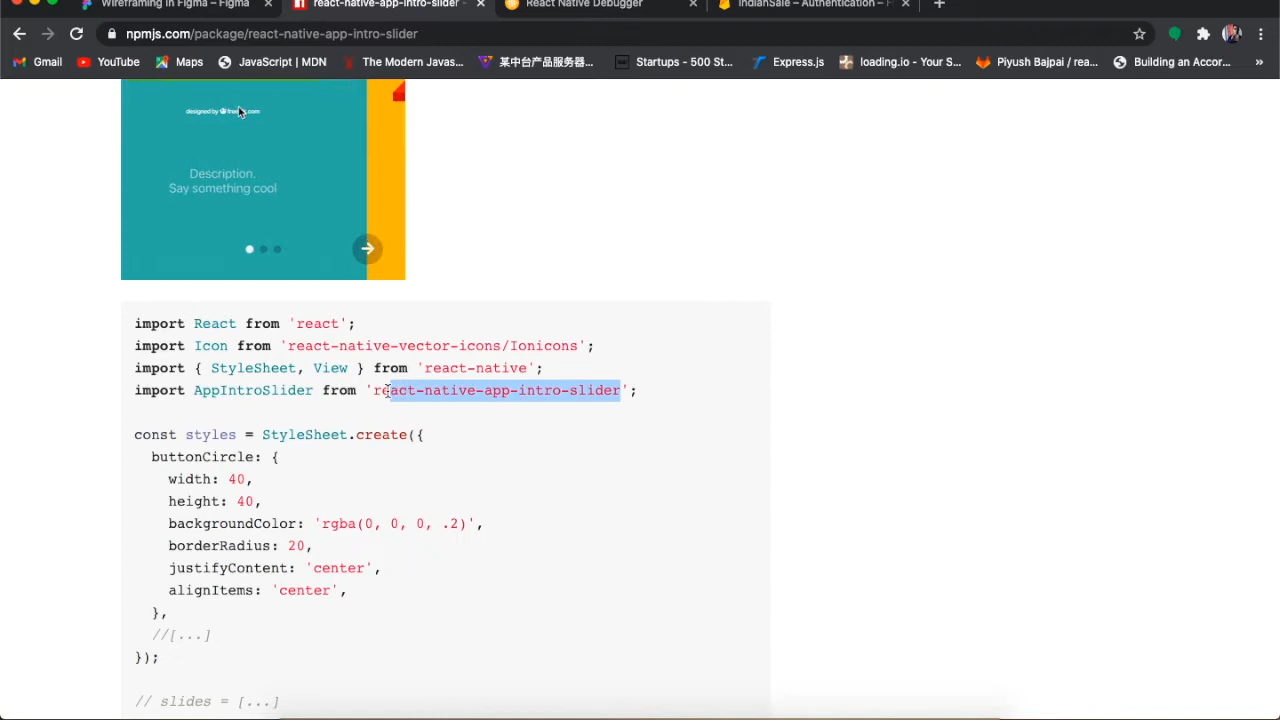 Wireframing in Figma – Figma
react-native-app-intro-slider -
React Native Debugger
IndianSale – Authentication – F
npmjs.com/package/react-native-app-intro-slider
Gmail
YouTube
Maps
JavaScript | MDN
The Modern Javas...
某中台产品服务器...
Startups - 500 St...
Express.js
loading.io - Your S...
Piyush Bajpai / rea...
Building an Accor...
»
designed by freepik.com
Description.
Say something cool
import React from 'react';
import Icon from 'react-native-vector-icons/Ionicons';
import { StyleSheet, View } from 'react-native';
import AppIntroSlider from 'react-native-app-intro-slider';
const styles = StyleSheet.create({
buttonCircle: {
width: 40,
height: 40,
backgroundColor: 'rgba(0, 0, 0, .2)',
borderRadius: 20,
justifyContent: 'center',
alignItems: 'center',
},
//[...]
});
// slides = [...]